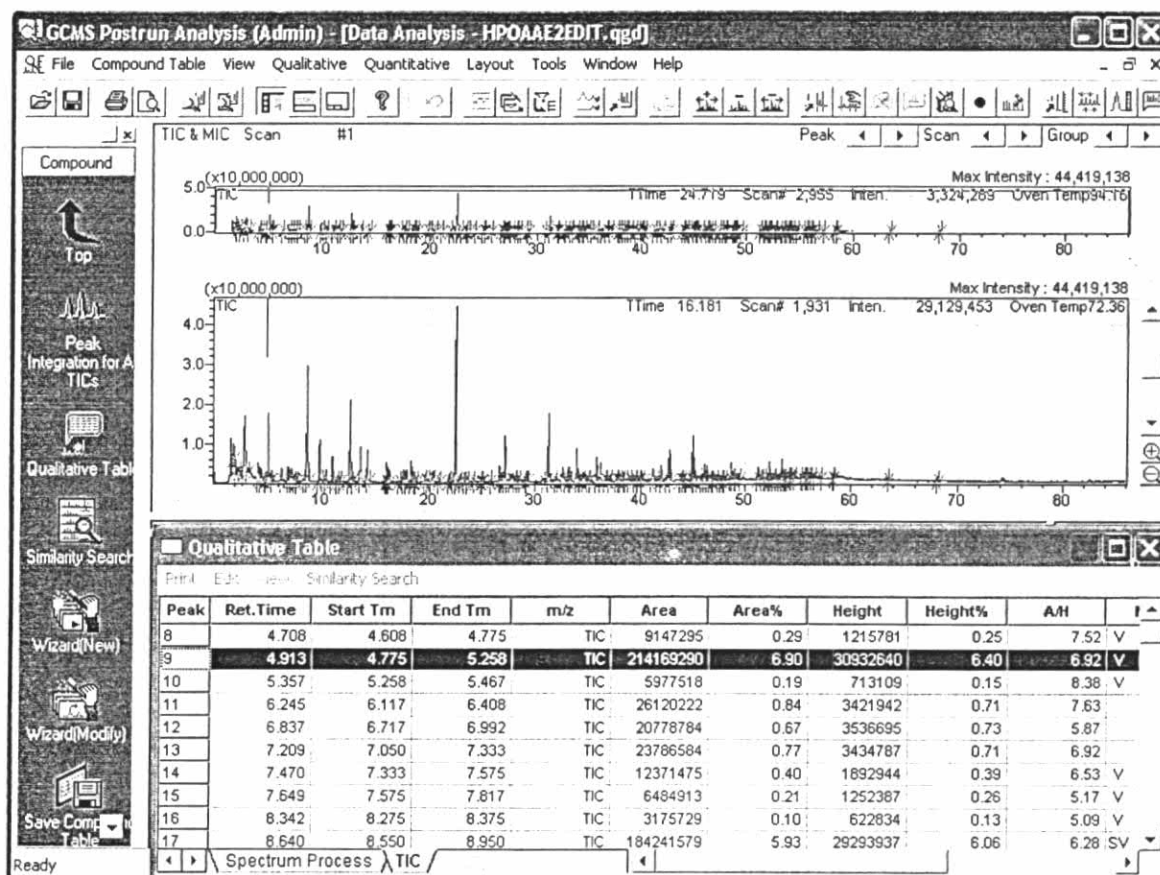 GCMS Postrun Analysis (Admin) - [Data Analysis - HPOAAE2EDIT.qgd]
File Compound Table View Qualitative Quantitative Layout Tools Window Help
TIC & MIC Scan #1 Peak Scan Group
Compound
Top
Peak Integration for A
TICs
Qualitative Tabl
Similarity Search
Wizard(New)
Wizard(Modify)
Save Compound
Table
(x10,000,000) Max Intensity : 44,419,138
TIC TTime 24.719 Scan# 2,955 Inten. 3,324,289 Oven Temp94.16
5.0
0.0
10 20 30 40 50 60 70 80
(x10,000,000) Max Intensity : 44,419,138
TIC TTime 16.181 Scan# 1,931 Inten. 29,129,453 Oven Temp72.36
4.0
3.0
2.0
1.0
10 20 30 40 50 60 70 80
Qualitative Table
Print Edit View Similarity Search
Peak Ret.Time Start Tm End Tm m/z Area Area% Height Height% A/H
8 4.708 4.608 4.775 TIC 9147295 0.29 1215781 0.25 7.52 V
9 4.913 4.775 5.258 TIC 214169290 6.90 30932640 6.40 6.92 V
10 5.357 5.258 5.467 TIC 5977518 0.19 713109 0.15 8.38 V
11 6.245 6.117 6.408 TIC 26120222 0.84 3421942 0.71 7.63
12 6.837 6.717 6.992 TIC 20778784 0.67 3536695 0.73 5.87
13 7.209 7.050 7.333 TIC 23786584 0.77 3434787 0.71 6.92
14 7.470 7.333 7.575 TIC 12371475 0.40 1892944 0.39 6.53 V
15 7.649 7.575 7.817 TIC 6484913 0.21 1252387 0.26 5.17 V
16 8.342 8.275 8.375 TIC 3175729 0.10 622834 0.13 5.09 V
17 8.640 8.550 8.950 TIC 184241579 5.93 29293937 6.06 6.28 SV
Spectrum Process TIC
Ready